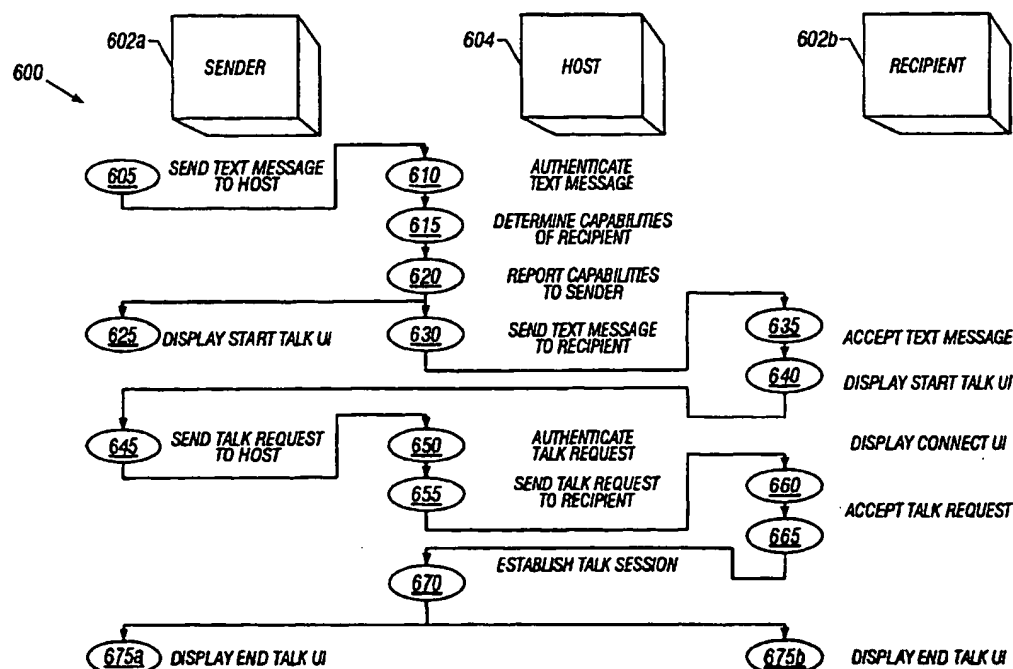 602a
SENDER
604
HOST
602b
RECIPIENT
600
605
SEND TEXT MESSAGE
TO HOST
610
AUTHENTICATE
TEXT MESSAGE
615
DETERMINE CAPABILITIES
OF RECIPIENT
620
REPORT CAPABILITIES
TO SENDER
625
DISPLAY START TALK UI
630
SEND TEXT MESSAGE
TO RECIPIENT
635
ACCEPT TEXT MESSAGE
640
DISPLAY START TALK UI
645
SEND TALK REQUEST
TO HOST
650
AUTHENTICATE
TALK REQUEST
DISPLAY CONNECT UI
655
SEND TALK REQUEST
TO RECIPIENT
660
ACCEPT TALK REQUEST
665
ESTABLISH TALK SESSION
670
675a
DISPLAY END TALK UI
675b
DISPLAY END TALK UI